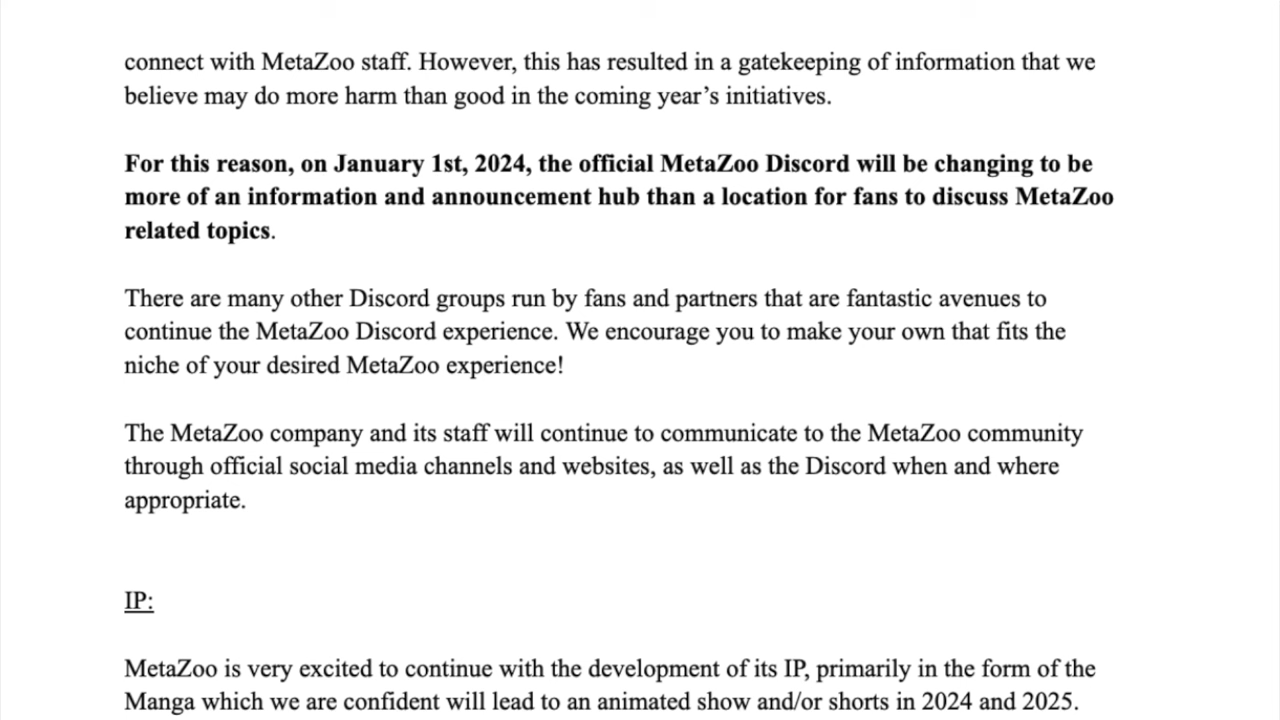 connect with MetaZoo staff. However, this has resulted in a gatekeeping of information that we
believe may do more harm than good in the coming year’s initiatives.
For this reason, on January 1st, 2024, the official MetaZoo Discord will be changing to be
more of an information and announcement hub than a location for fans to discuss MetaZoo
related topics.
There are many other Discord groups run by fans and partners that are fantastic avenues to
continue the MetaZoo Discord experience. We encourage you to make your own that fits the
niche of your desired MetaZoo experience!
The MetaZoo company and its staff will continue to communicate to the MetaZoo community
through official social media channels and websites, as well as the Discord when and where
appropriate.
IP:
MetaZoo is very excited to continue with the development of its IP, primarily in the form of the
Manga which we are confident will lead to an animated show and/or shorts in 2024 and 2025.